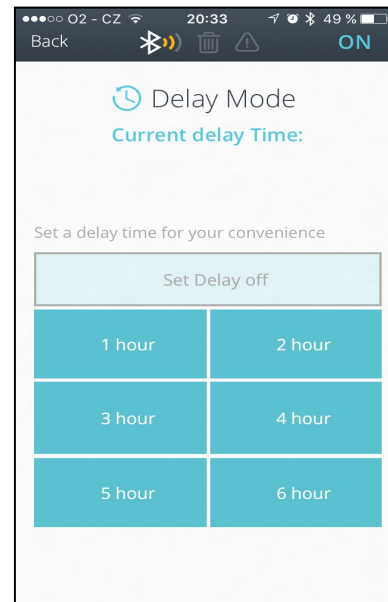 O2 - CZ 20:33 49 %
Back ON
Delay Mode
Current delay Time:
Set a delay time for your convenience
Set Delay off
1 hour 2 hour
3 hour 4 hour
5 hour 6 hour